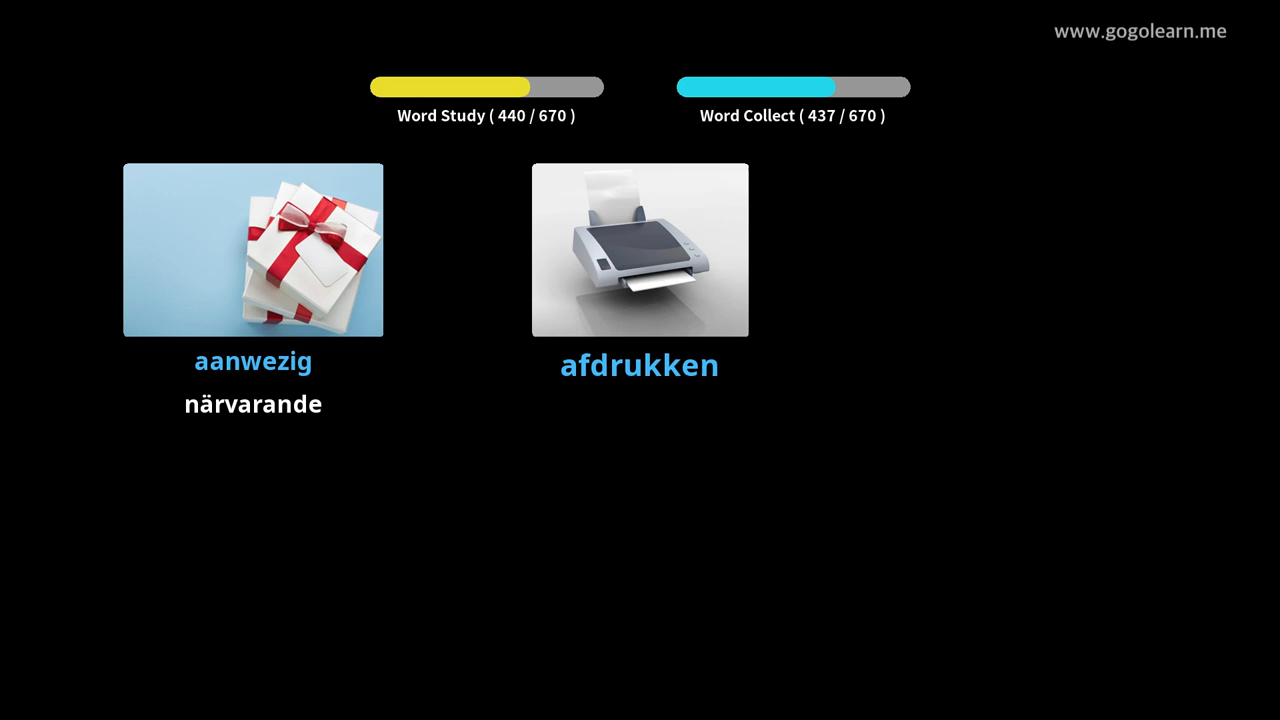 www.gogolearn.me
Word Study ( 440 / 670 )
Word Collect ( 437 / 670 )
aanwezig
afdrukken
närvarande